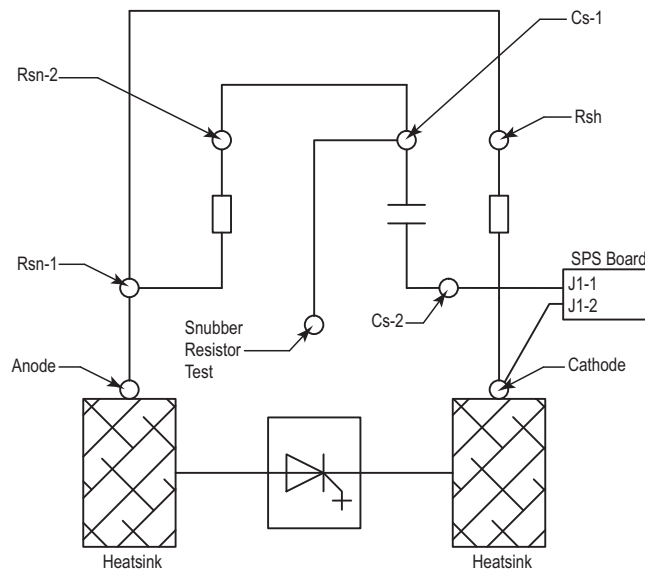 Cs-1
Rsn-2
Rsh
Rsn-1
SPS Board
J1-1
J1-2
Snubber
Resistor
Test
Cs-2
Anode
Cathode
Heatsink
Heatsink